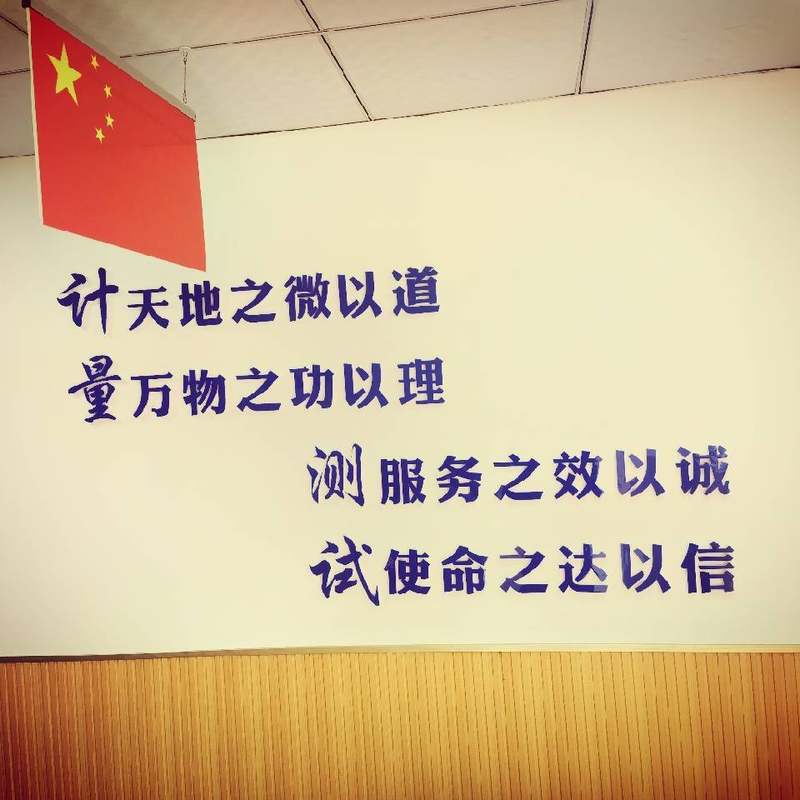 计天地之微以道
量万物之功以理
测服务之效以诚
试使命之达以信